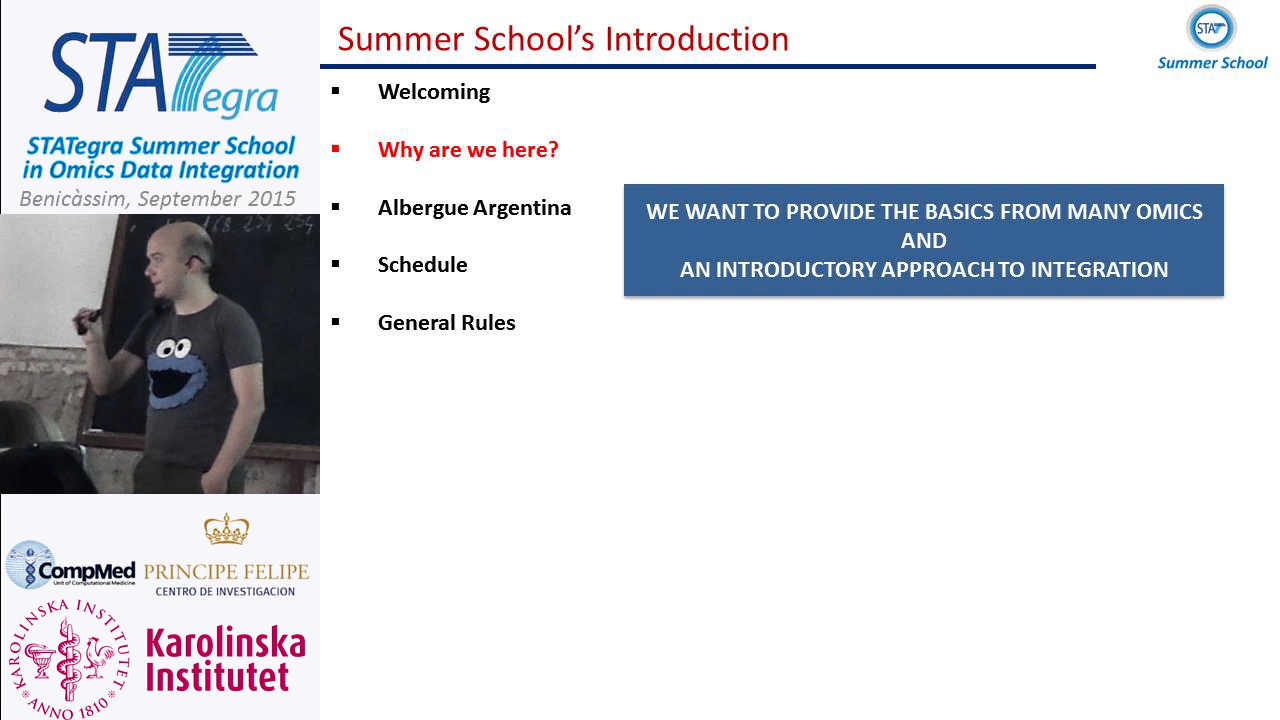 STATegra
STATegra Summer School
in Omics Data Integration
Benicàssim, September 2015
CompMed
Unit of Computational Medicine
PRINCIPE FELIPE
CENTRO DE INVESTIGACION
KAROLINSKA INSTITUTET
ANNO 1810
Karolinska
Institutet
Summer School's Introduction
STAT
Summer School
▪ Welcoming
▪ Why are we here?
▪ Albergue Argentina
▪ Schedule
▪ General Rules
WE WANT TO PROVIDE THE BASICS FROM MANY OMICS
AND
AN INTRODUCTORY APPROACH TO INTEGRATION